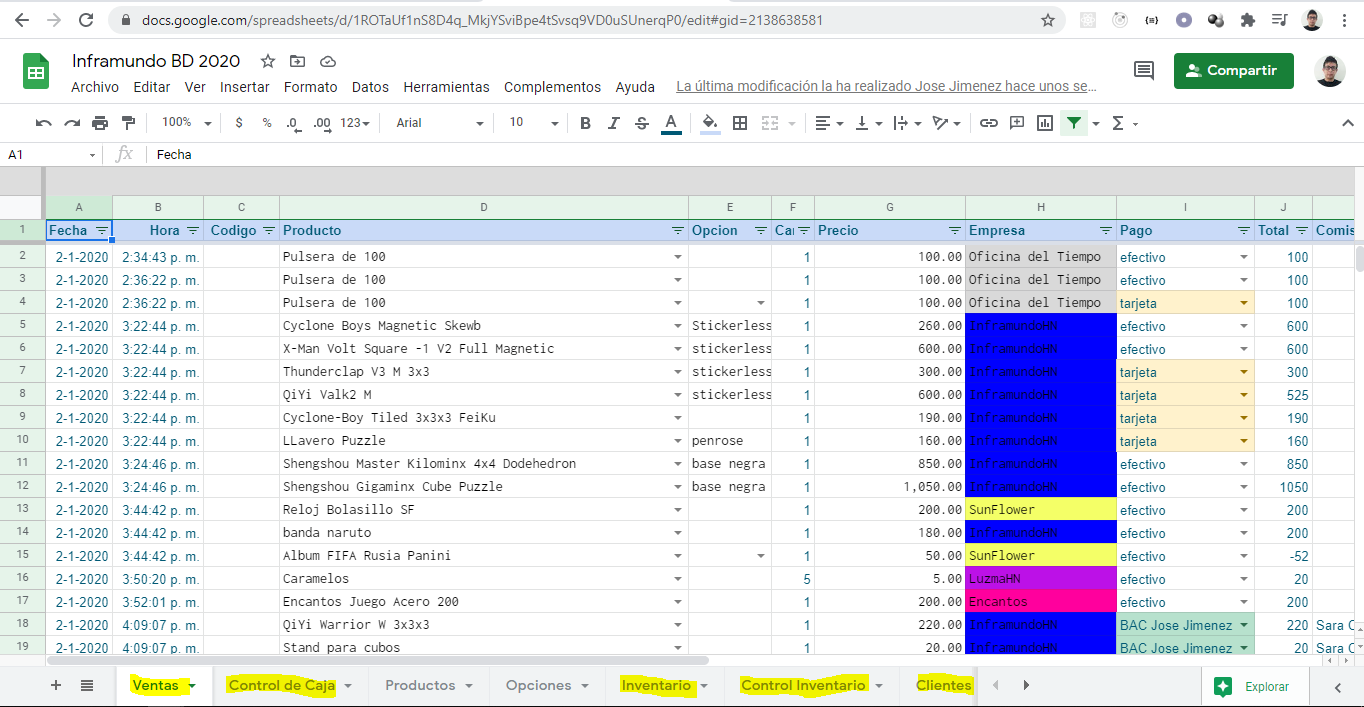 docs.google.com/spreadsheets/d/1ROTaUf1nS8D4q_MkjYSviBpe4tSvsq9VD0uSUnerqP0/edit#gid=2138638581
Inframundo BD 2020
Archivo Editar Ver Insertar Formato Datos Herramientas Complementos Ayuda La última modificación la ha realizado Jose Jimenez hace unos se…
Compartir
100% $ % .0 .00 123 Arial 10 B I S A
A1 fx Fecha
A B C D E F G H I J
1 Fecha Hora Codigo Producto Opcion Car Precio Empresa Pago Total Comis
2 2-1-2020 2:34:43 p. m. Pulsera de 100 1 100.00 Oficina del Tiempo efectivo 100
3 2-1-2020 2:36:22 p. m. Pulsera de 100 1 100.00 Oficina del Tiempo efectivo 100
4 2-1-2020 2:36:22 p. m. Pulsera de 100 1 100.00 Oficina del Tiempo tarjeta 100
5 2-1-2020 3:22:44 p. m. Cyclone Boys Magnetic Skewb Stickerless 1 260.00 InframundoHN efectivo 600
6 2-1-2020 3:22:44 p. m. X-Man Volt Square -1 V2 Full Magnetic stickerless 1 600.00 InframundoHN efectivo 600
7 2-1-2020 3:22:44 p. m. Thunderclap V3 M 3x3 stickerless 1 300.00 InframundoHN tarjeta 300
8 2-1-2020 3:22:44 p. m. QiYi Valk2 M stickerless 1 600.00 InframundoHN tarjeta 525
9 2-1-2020 3:22:44 p. m. Cyclone-Boy Tiled 3x3x3 FeiKu 1 190.00 InframundoHN tarjeta 190
10 2-1-2020 3:22:44 p. m. LLavero Puzzle penrose 1 160.00 InframundoHN tarjeta 160
11 2-1-2020 3:24:46 p. m. Shengshou Master Kilominx 4x4 Dodehedron base negra 1 850.00 InframundoHN efectivo 850
12 2-1-2020 3:24:46 p. m. Shengshou Gigaminx Cube Puzzle base negra 1 1,050.00 InframundoHN efectivo 1050
13 2-1-2020 3:44:42 p. m. Reloj Bolasillo SF 1 200.00 SunFlower efectivo 200
14 2-1-2020 3:44:42 p. m. banda naruto 1 180.00 InframundoHN efectivo 200
15 2-1-2020 3:44:42 p. m. Album FIFA Rusia Panini 1 50.00 SunFlower efectivo -52
16 2-1-2020 3:50:20 p. m. Caramelos 5 5.00 LuzmaHN efectivo 20
17 2-1-2020 3:52:01 p. m. Encantos Juego Acero 200 1 200.00 Encantos efectivo 200
18 2-1-2020 4:09:07 p. m. QiYi Warrior W 3x3x3 1 220.00 InframundoHN BAC Jose Jimenez 220 Sara C
19 2-1-2020 4:09:07 p. m. Stand para cubos 1 20.00 InframundoHN BAC Jose Jimenez 20 Sara C
Ventas Control de Caja Productos Opciones Inventario Control Inventario Clientes Explorar